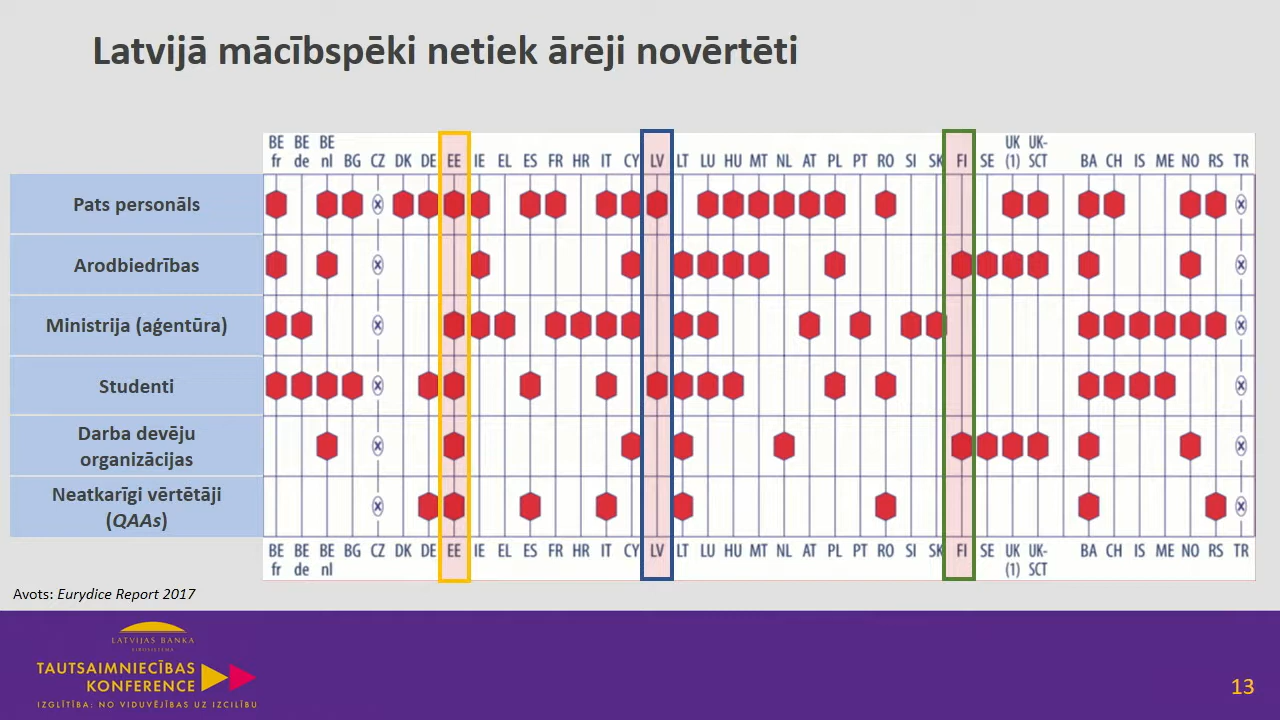 Latvijā mācībspēki netiek ārēji novērtēti
BE BE BE UK UK-
fr de nl BG CZ DK DE EE IE EL ES FR HR IT CY LV LT LU HU MT NL AT PL PT RO SI SK FI SE (1) SCT BA CH IS ME NO RS TR
Pats personāls
Arodbiedrības
Ministrija (aģentūra)
Studenti
Darba devēju
organizācijas
Neatkarīgi vērtētāji
(QAAs)
BE BE BE BG CZ DK DE EE IE EL ES FR HR IT CY LV LT LU HU MT NL AT PL PT RO SI SK FI SE UK UK- BA CH IS ME NO RS TR
fr de nl (1) SCT
Avots: Eurydice Report 2017
LATVIJAS BANKA
EIROSISTĒMA
TAUTSAIMNIECĪBAS
KONFERENCE
IZGLĪTĪBA: NO VIDUVĒJĪBAS UZ IZCILĪBU
13